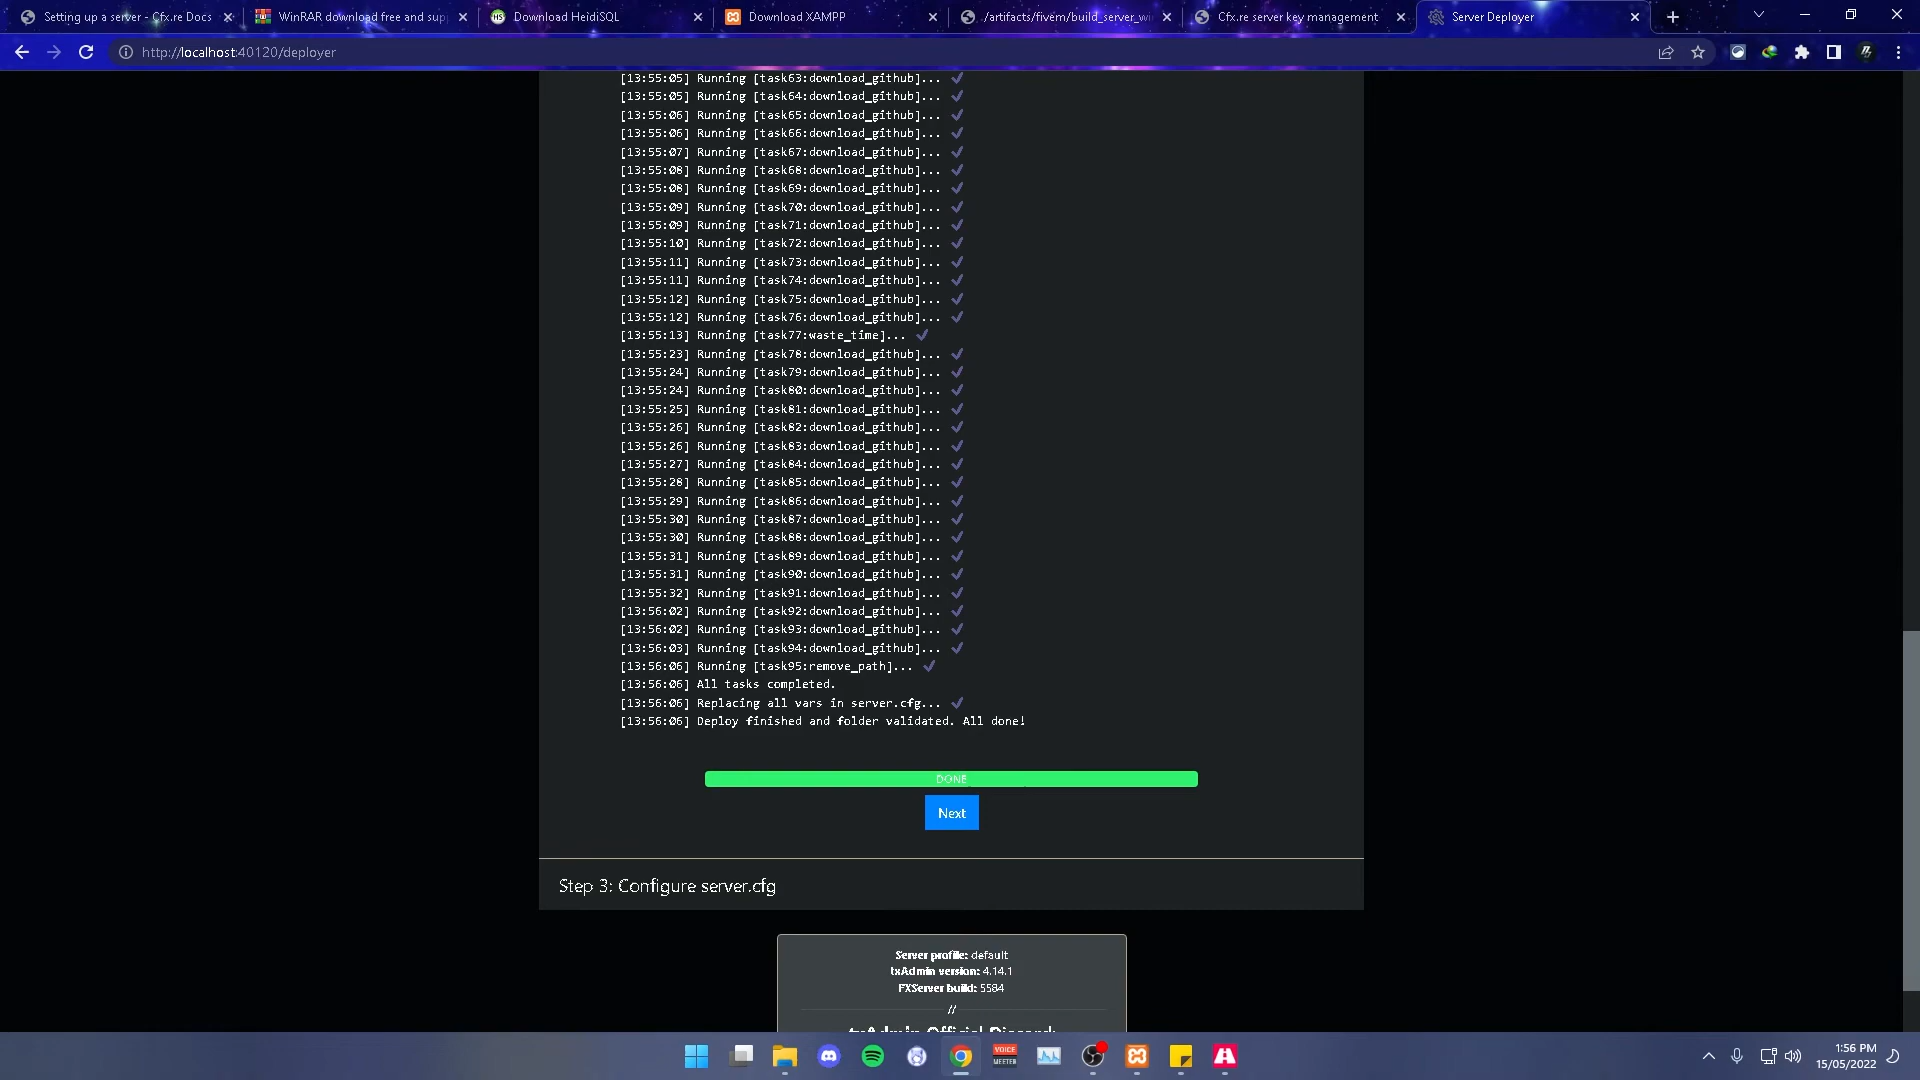 Setting up a server - Cfx.re Docs
WinRAR download free and supp
Download HeidiSQL
Download XAMPP
/artifacts/fivem/build_server_wi
Cfx.re server key management
Server Deployer
http://localhost:40120/deployer
[13:55:05] Running [task63:download_github]... ✔
[13:55:05] Running [task64:download_github]... ✔
[13:55:06] Running [task65:download_github]... ✔
[13:55:06] Running [task66:download_github]... ✔
[13:55:07] Running [task67:download_github]... ✔
[13:55:08] Running [task68:download_github]... ✔
[13:55:08] Running [task69:download_github]... ✔
[13:55:09] Running [task70:download_github]... ✔
[13:55:09] Running [task71:download_github]... ✔
[13:55:10] Running [task72:download_github]... ✔
[13:55:11] Running [task73:download_github]... ✔
[13:55:11] Running [task74:download_github]... ✔
[13:55:12] Running [task75:download_github]... ✔
[13:55:12] Running [task76:download_github]... ✔
[13:55:13] Running [task77:waste_time]... ✔
[13:55:23] Running [task78:download_github]... ✔
[13:55:24] Running [task79:download_github]... ✔
[13:55:24] Running [task80:download_github]... ✔
[13:55:25] Running [task81:download_github]... ✔
[13:55:26] Running [task82:download_github]... ✔
[13:55:26] Running [task83:download_github]... ✔
[13:55:27] Running [task84:download_github]... ✔
[13:55:28] Running [task85:download_github]... ✔
[13:55:29] Running [task86:download_github]... ✔
[13:55:30] Running [task87:download_github]... ✔
[13:55:30] Running [task88:download_github]... ✔
[13:55:31] Running [task89:download_github]... ✔
[13:55:31] Running [task90:download_github]... ✔
[13:55:32] Running [task91:download_github]... ✔
[13:56:02] Running [task92:download_github]... ✔
[13:56:02] Running [task93:download_github]... ✔
[13:56:03] Running [task94:download_github]... ✔
[13:56:06] Running [task95:remove_path]... ✔
[13:56:06] All tasks completed.
[13:56:06] Replacing all vars in server.cfg... ✔
[13:56:06] Deploy finished and folder validated. All done!
DONE
Next
Step 3: Configure server.cfg
Server profile: default
txAdmin version: 4.14.1
FXServer build: 5584
//
txAdmin Official Discord
VOICE
MEETER
1:56 PM
15/05/2022